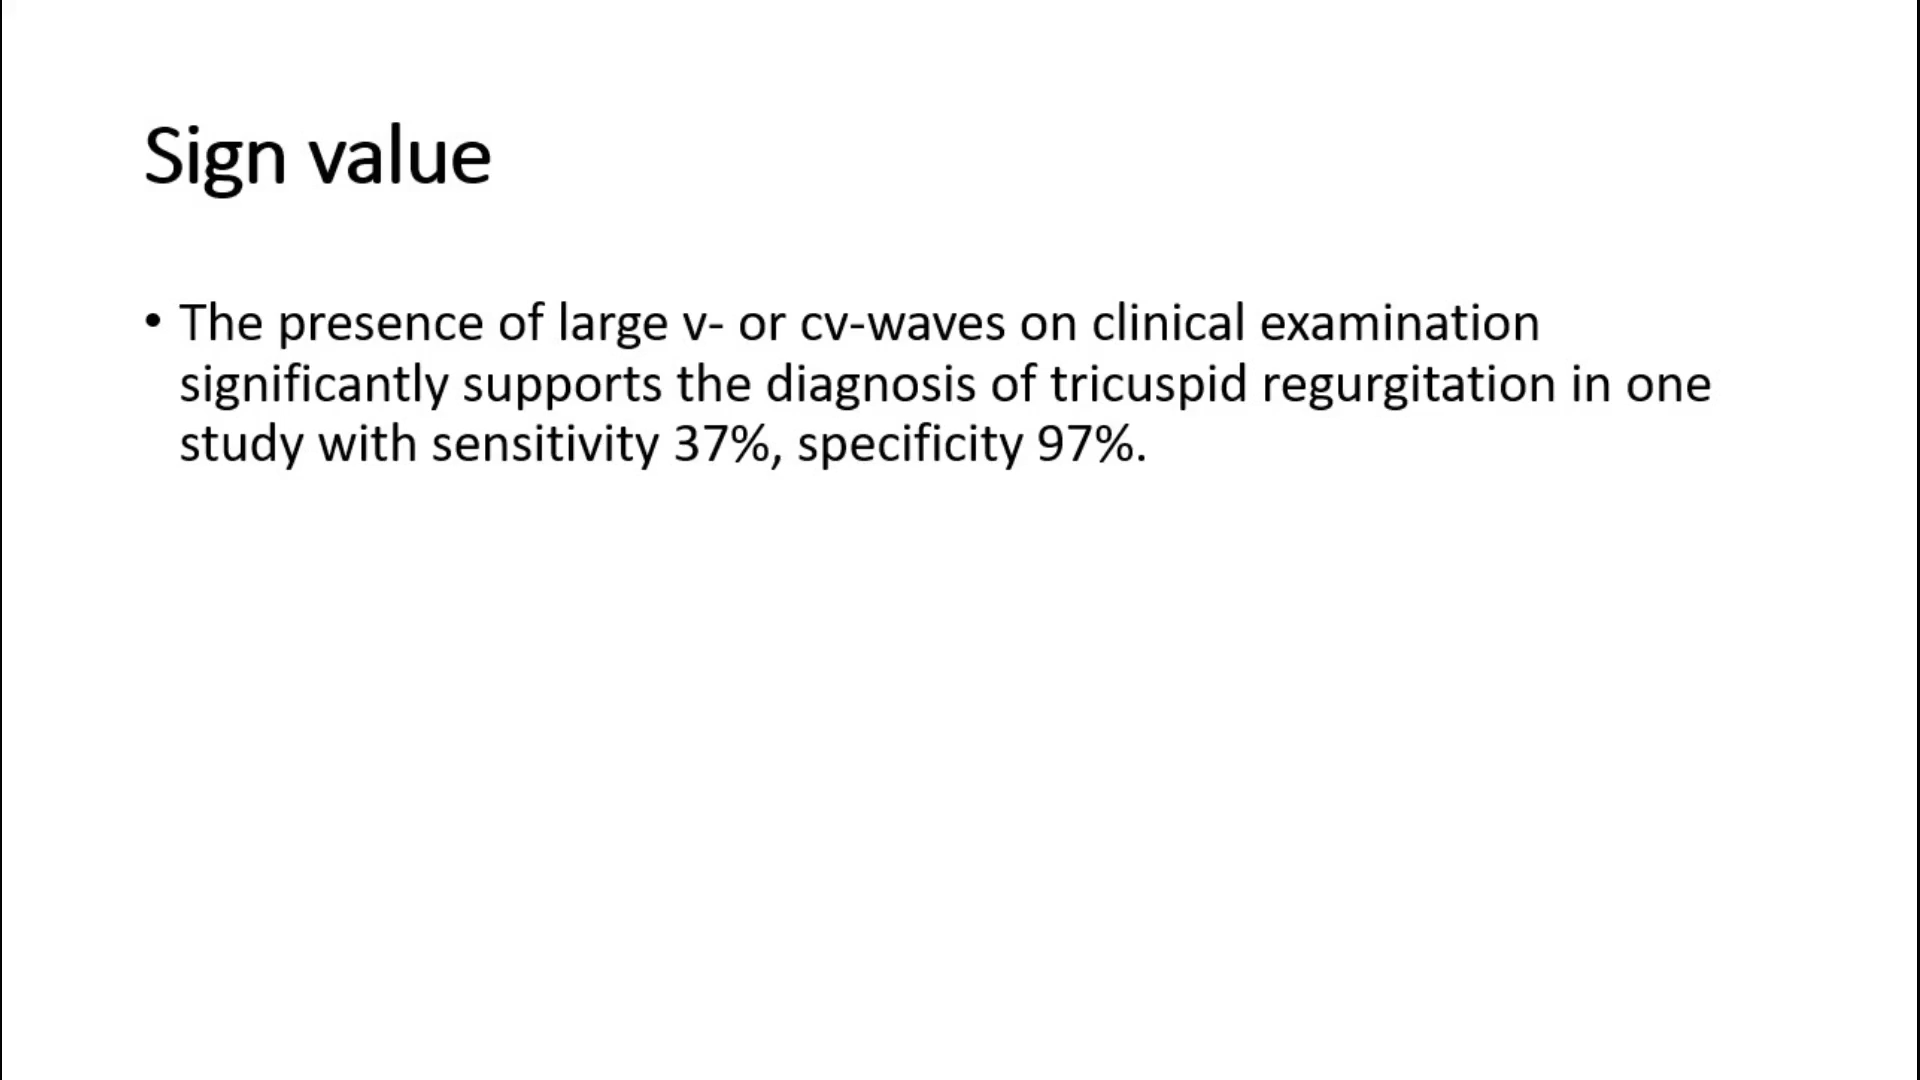 Sign value
• The presence of large v- or cv-waves on clinical examination
significantly supports the diagnosis of tricuspid regurgitation in one
study with sensitivity 37%, specificity 97%.